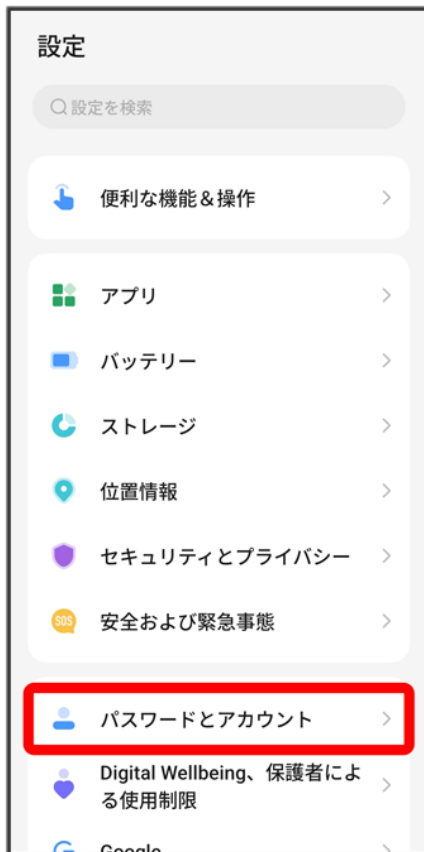 設定
設定を検索
便利な機能＆操作
アプリ
バッテリー
ストレージ
位置情報
セキュリティとプライバシー
SOS
安全および緊急事態
パスワードとアカウント
Digital Wellbeing、保護者によ
る使用制限
Google